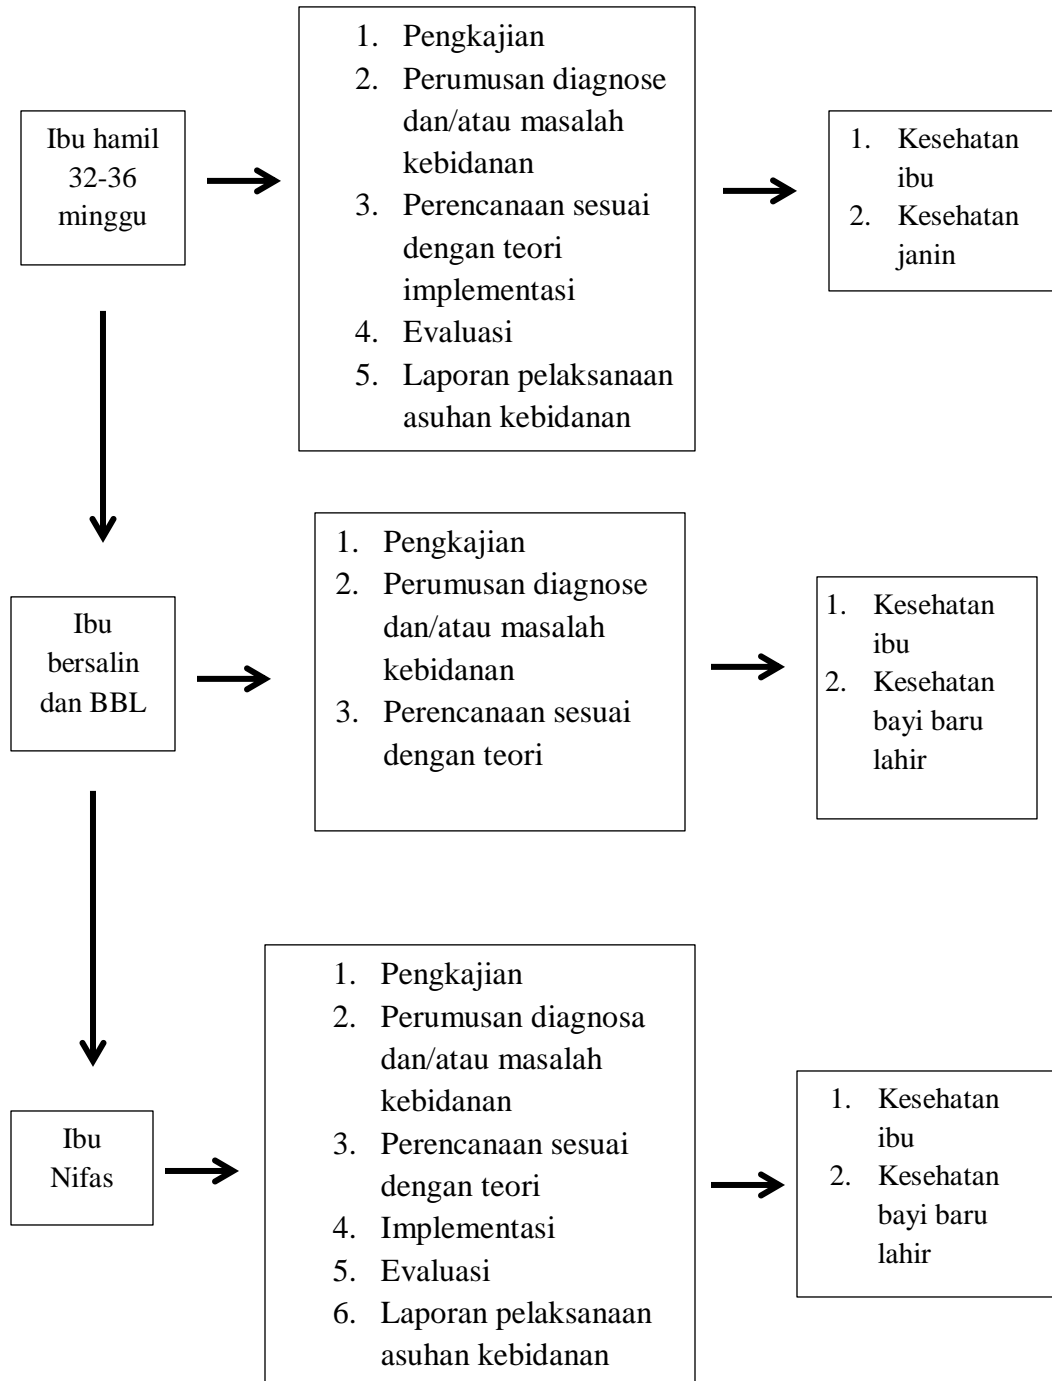 Ibu hamil
32-36
minggu
1. Pengkajian
2. Perumusan diagnose
dan/atau masalah
kebidanan
3. Perencanaan sesuai
dengan teori
implementasi
4. Evaluasi
5. Laporan pelaksanaan
asuhan kebidanan
1. Kesehatan
ibu
2. Kesehatan
janin
Ibu
bersalin
dan BBL
1. Pengkajian
2. Perumusan diagnose
dan/atau masalah
kebidanan
3. Perencanaan sesuai
dengan teori
1. Kesehatan
ibu
2. Kesehatan
bayi baru
lahir
Ibu
Nifas
1. Pengkajian
2. Perumusan diagnosa
dan/atau masalah
kebidanan
3. Perencanaan sesuai
dengan teori
4. Implementasi
5. Evaluasi
6. Laporan pelaksanaan
asuhan kebidanan
1. Kesehatan
ibu
2. Kesehatan
bayi baru
lahir